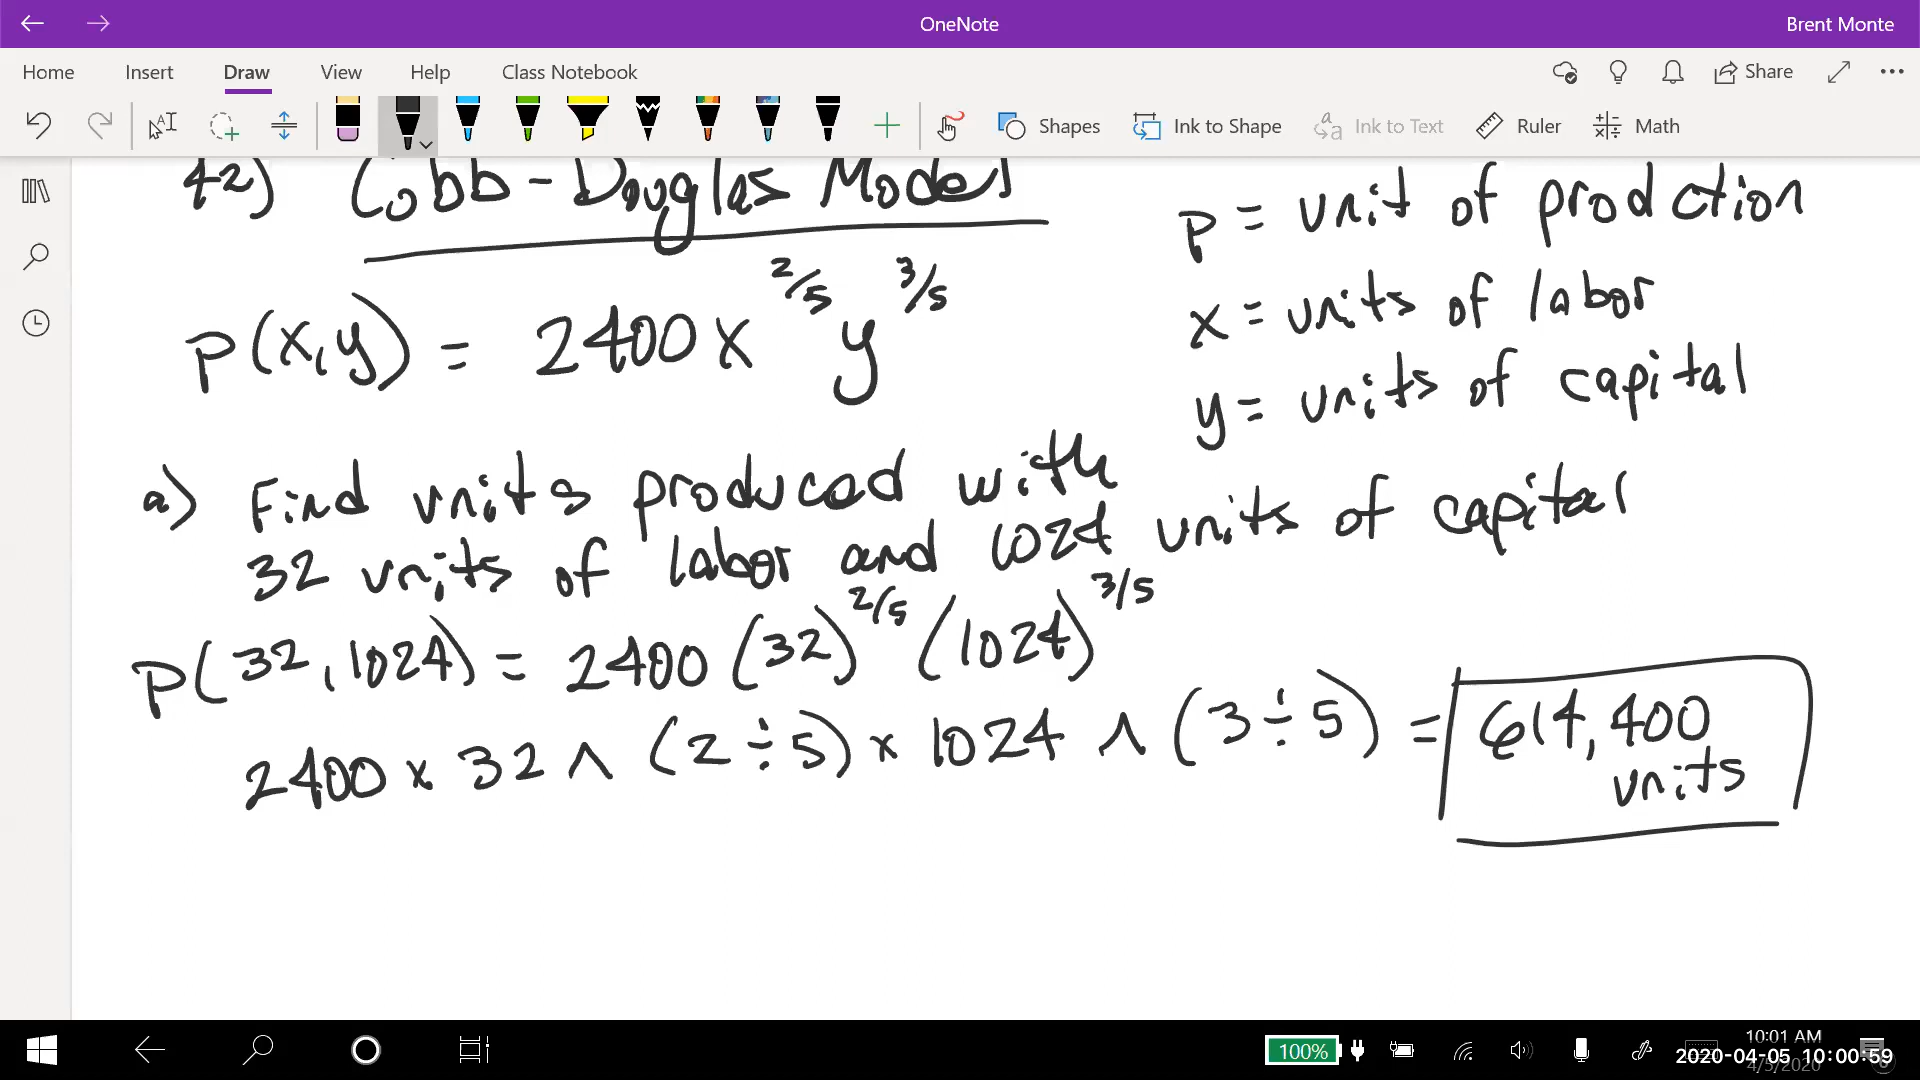 OneNote
Brent Monte
Home Insert Draw View Help Class Notebook Share
Shapes Ink to Shape Ink to Text Ruler Math
42) Cobb-Douglas Model
P(x,y) = 2400x^2/5 y^3/5
P = unit of production
x = units of labor
y = units of capital
a) Find units produced with
32 units of labor and 1024 units of capital
P(32,1024) = 2400 (32)^2/5 (1024)^3/5
2400 x 32 ^ (2 ÷ 5) x 1024 ^ (3 ÷ 5) = 614,400
units
100%
10:01 AM
2020-04-05 10:00:59
4/5/2020